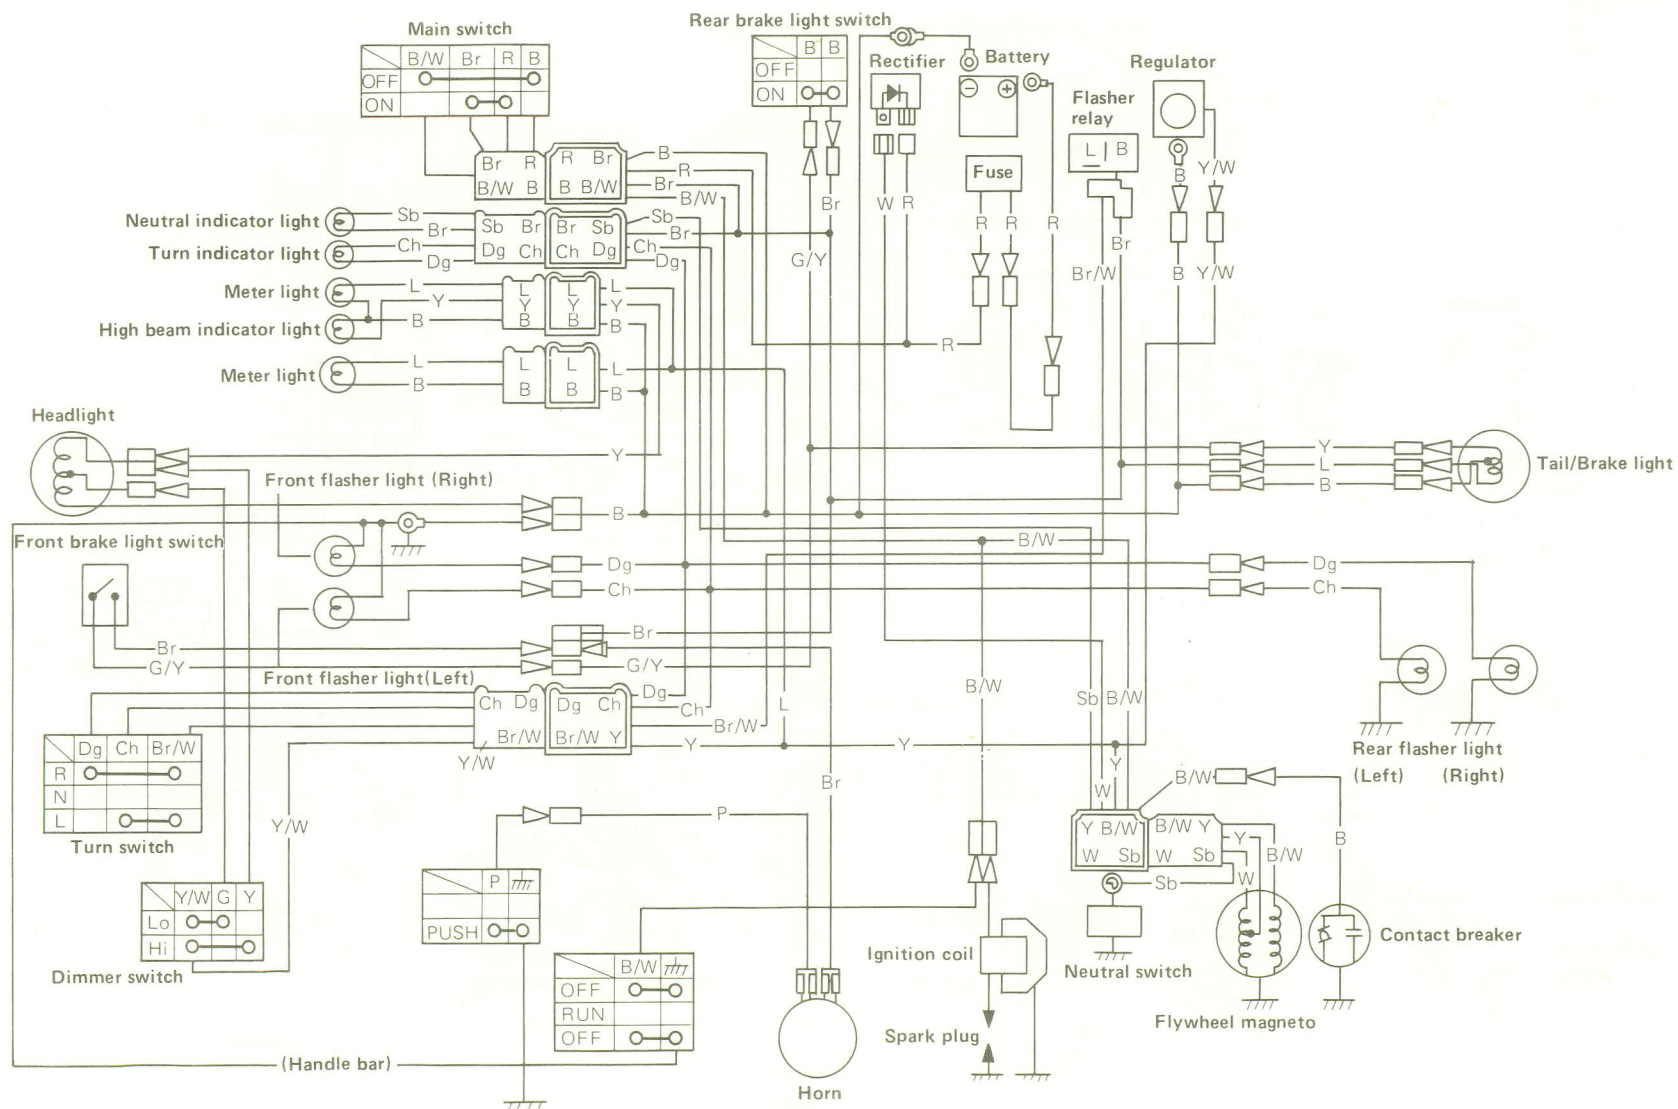 Main switch
B/W Br R B
OFF
ON
Rear brake light switch
B B
OFF
ON
Rectifier
Battery
Regulator
Flasher
relay
L B
Fuse
Br R
B/W B
R Br
B B/W
B
R
Br
B/W
Neutral indicator light
Sb
Br
Turn indicator light
Ch
Dg
Sb Br
Dg Ch
Br Sb
Ch Dg
Sb
Br
Ch
Dg
Meter light
L
Y
High beam indicator light
B
L
Y
B
L
Y
B
L
Y
B
Meter light
L
B
L
B
L
B
L
B
Br
G/Y
W R
R R R
R
Br
Br/W
B Y/W
B Y/W
Headlight
Y
Front flasher light (Right)
B
Front brake light switch
B/W
Dg
Ch
Y
L
B
Tail/Brake light
Dg
Ch
Br
Br
G/Y
G/Y
Front flasher light(Left)
Ch Dg
Br/W
Dg Ch
Br/W Y
Dg
Ch
Br/W
Y
Y
L
Y/W
B/W
Sb B/W
Rear flasher light
(Left) (Right)
Dg Ch Br/W
R
N
L
Turn switch
Y/W
Br
P
W
Y
B/W
B
Y B/W
W Sb
B/W Y
W Sb
Y
B/W
W
Sb
Y/W G Y
Lo
Hi
Dimmer switch
P
PUSH
B/W
OFF
RUN
OFF
Ignition coil
Neutral switch
Contact breaker
Flywheel magneto
Spark plug
Horn
(Handle bar)